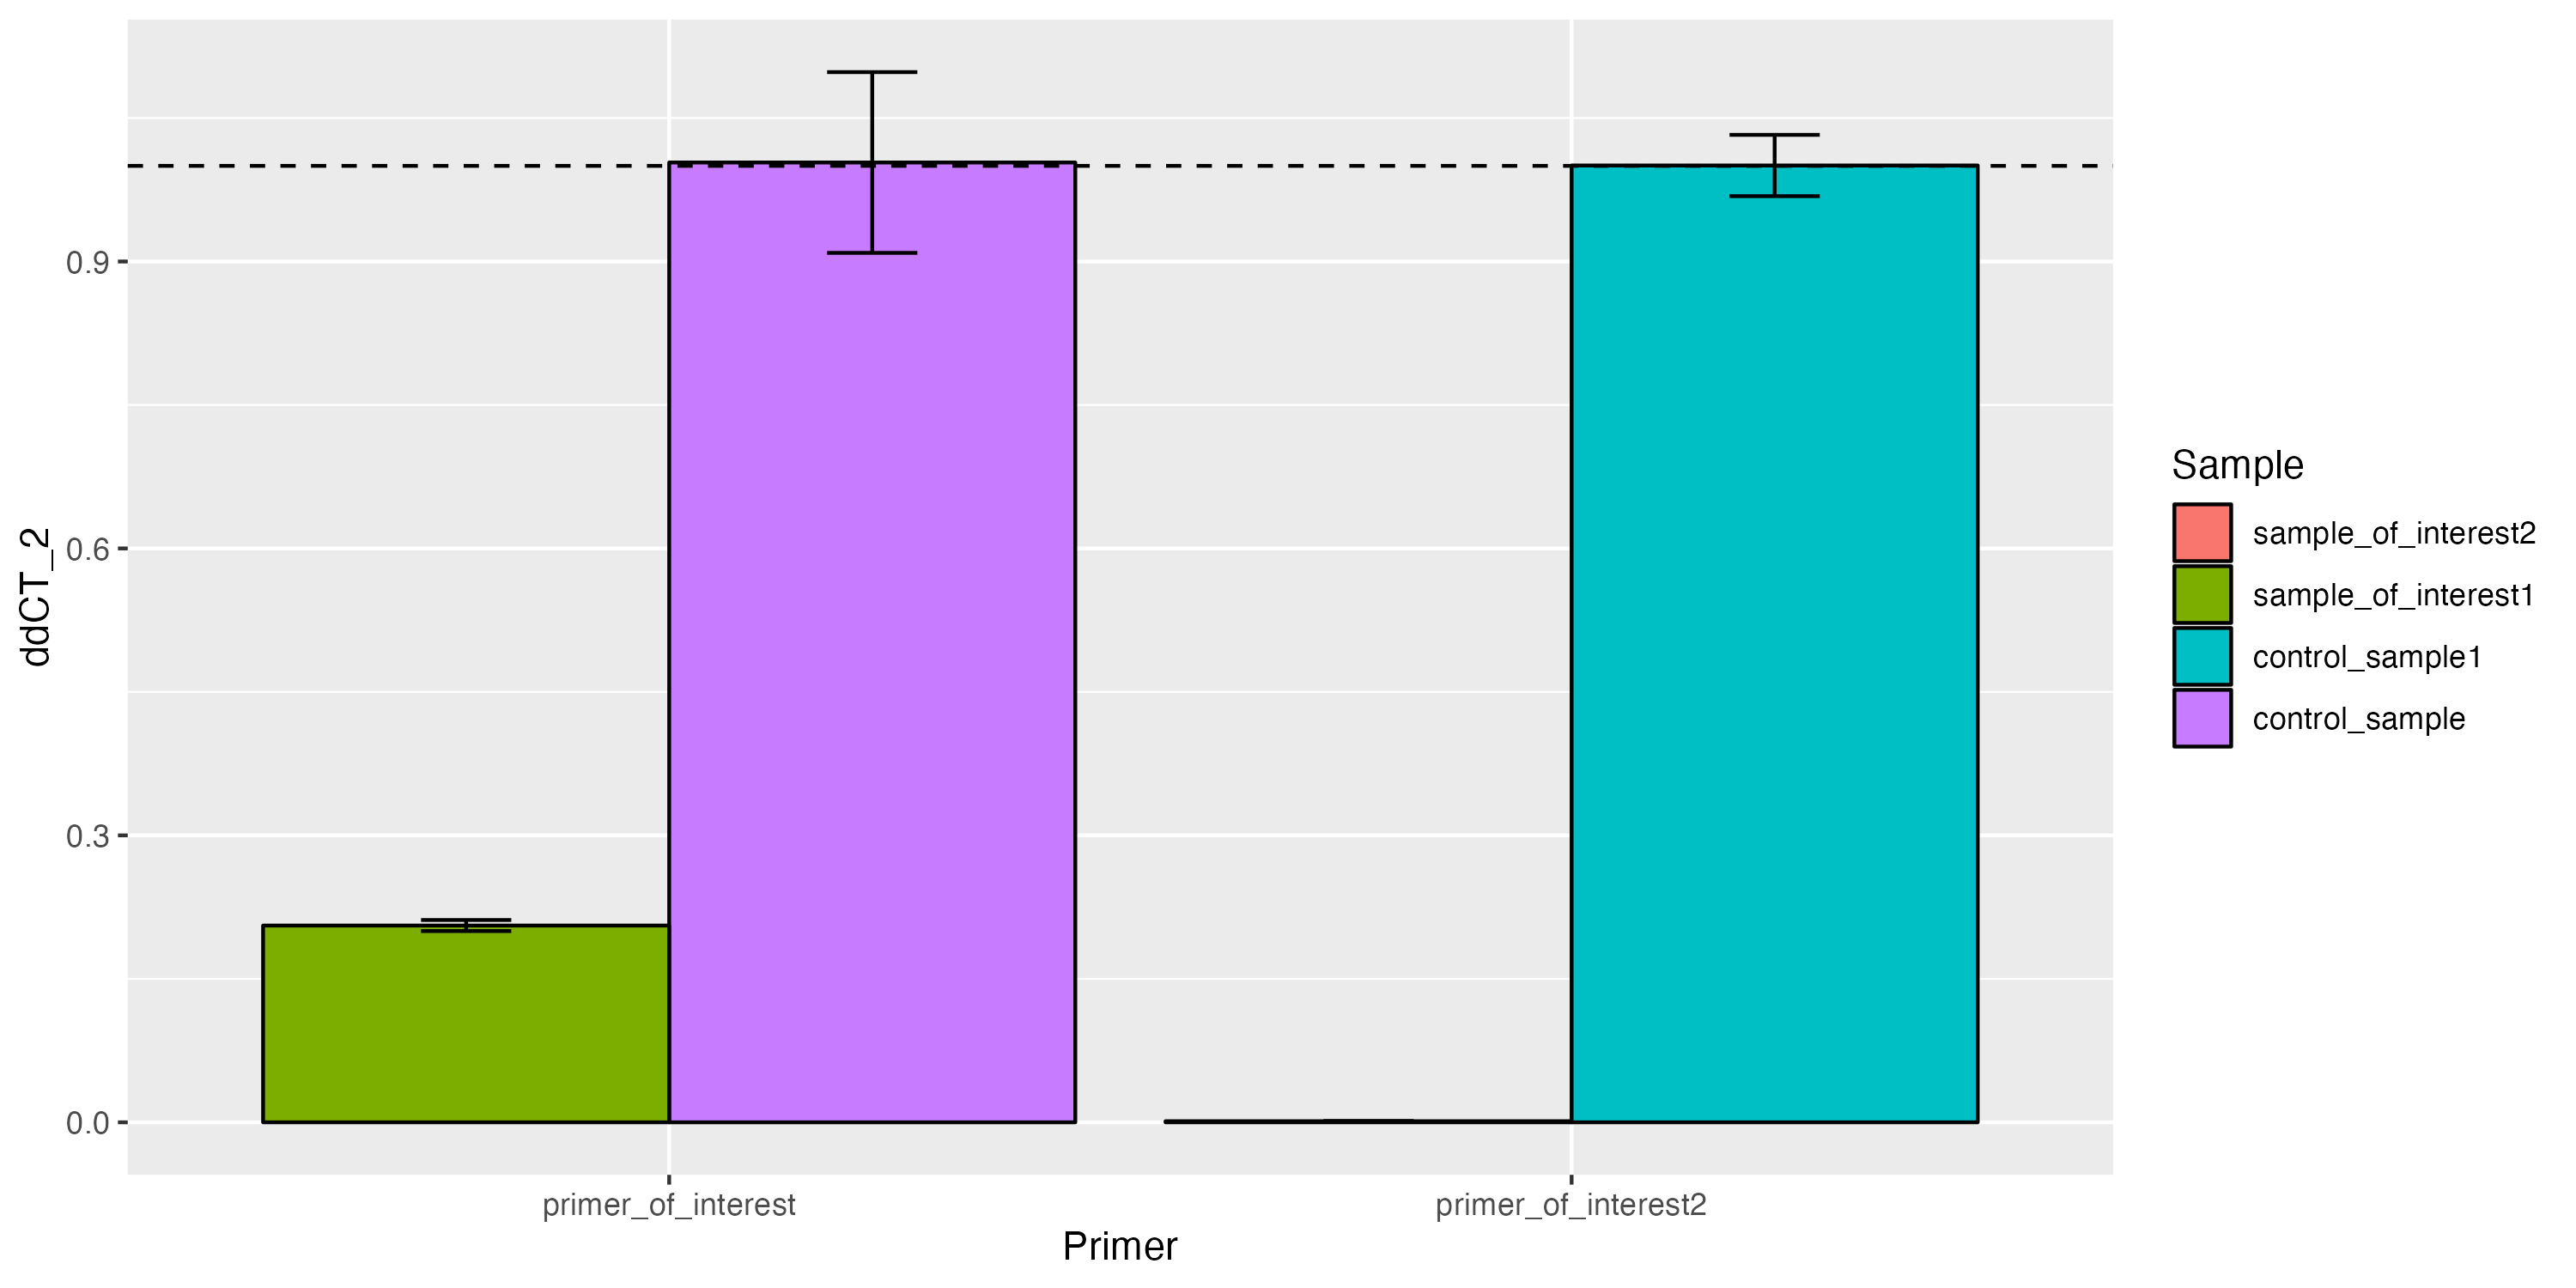 ddCT_2
0.9
0.6
0.3
0.0
primer_of_interest
primer_of_interest2
Primer
Sample
sample_of_interest2
sample_of_interest1
control_sample1
control_sample